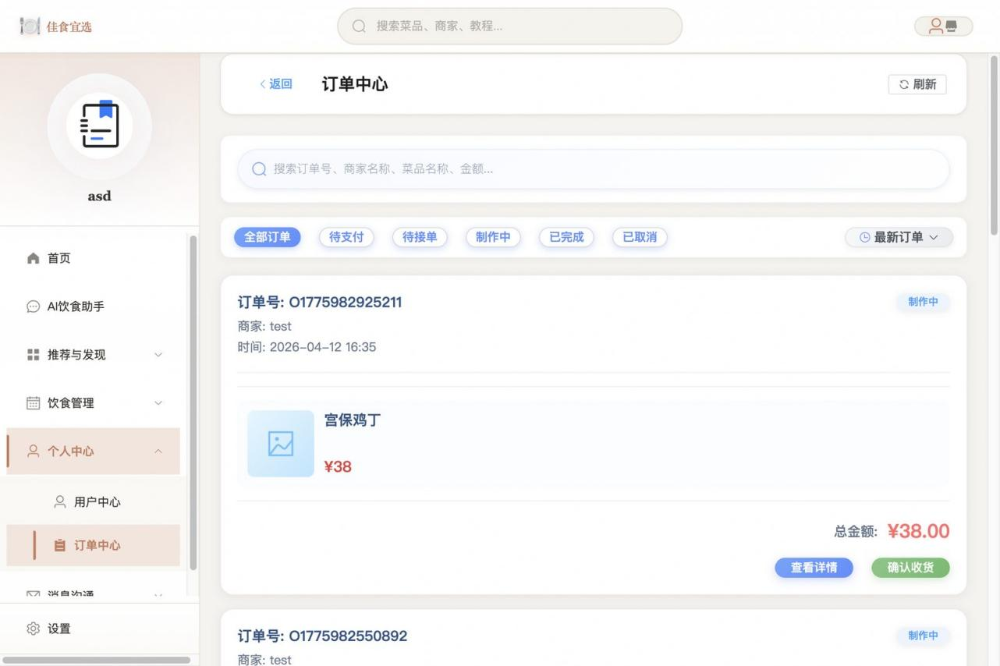 佳食宜选
搜索菜品、商家、教程...
asd
首页
AI饮食助手
推荐与发现
饮食管理
个人中心
用户中心
订单中心
消息沟通
设置
返回
订单中心
刷新
搜索订单号、商家名称、菜品名称、金额...
全部订单 待支付 待接单 制作中 已完成 已取消 最新订单
订单号: O1775982925211 制作中
商家: test
时间: 2026-04-12 16:35
宫保鸡丁
¥38
总金额: ¥38.00
查看详情 确认收货
订单号: O1775982550892 制作中
商家: test